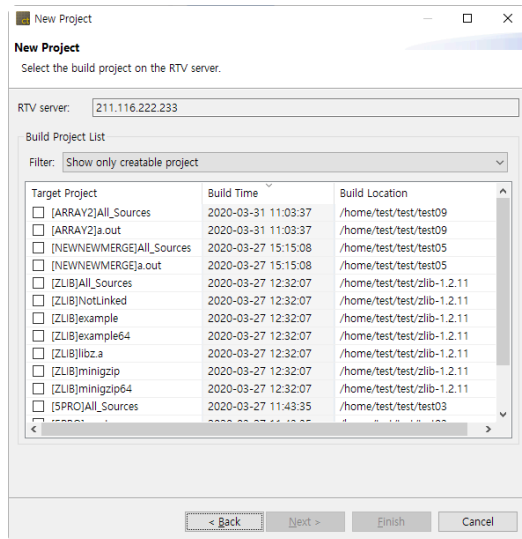 New Project
New Project
Select the build project on the RTV server.
RTV server: 211.116.222.233
Build Project List
Filter: Show only creatable project
Target Project Build Time Build Location
[ARRAY2]All_Sources 2020-03-31 11:03:37 /home/test/test/test09
[ARRAY2]a.out 2020-03-31 11:03:37 /home/test/test/test09
[NEWNEWMERGE]All_Sources 2020-03-27 15:15:08 /home/test/test/test05
[NEWNEWMERGE]a.out 2020-03-27 15:15:08 /home/test/test/test05
[ZLIB]All_Sources 2020-03-27 12:32:07 /home/test/test/zlib-1.2.11
[ZLIB]NotLinked 2020-03-27 12:32:07 /home/test/test/zlib-1.2.11
[ZLIB]example 2020-03-27 12:32:07 /home/test/test/zlib-1.2.11
[ZLIB]example64 2020-03-27 12:32:07 /home/test/test/zlib-1.2.11
[ZLIB]libz.a 2020-03-27 12:32:07 /home/test/test/zlib-1.2.11
[ZLIB]minigzip 2020-03-27 12:32:07 /home/test/test/zlib-1.2.11
[ZLIB]minigzip64 2020-03-27 12:32:07 /home/test/test/zlib-1.2.11
[5PRO]All_Sources 2020-03-27 11:43:35 /home/test/test/test03
< Back Next > Finish Cancel